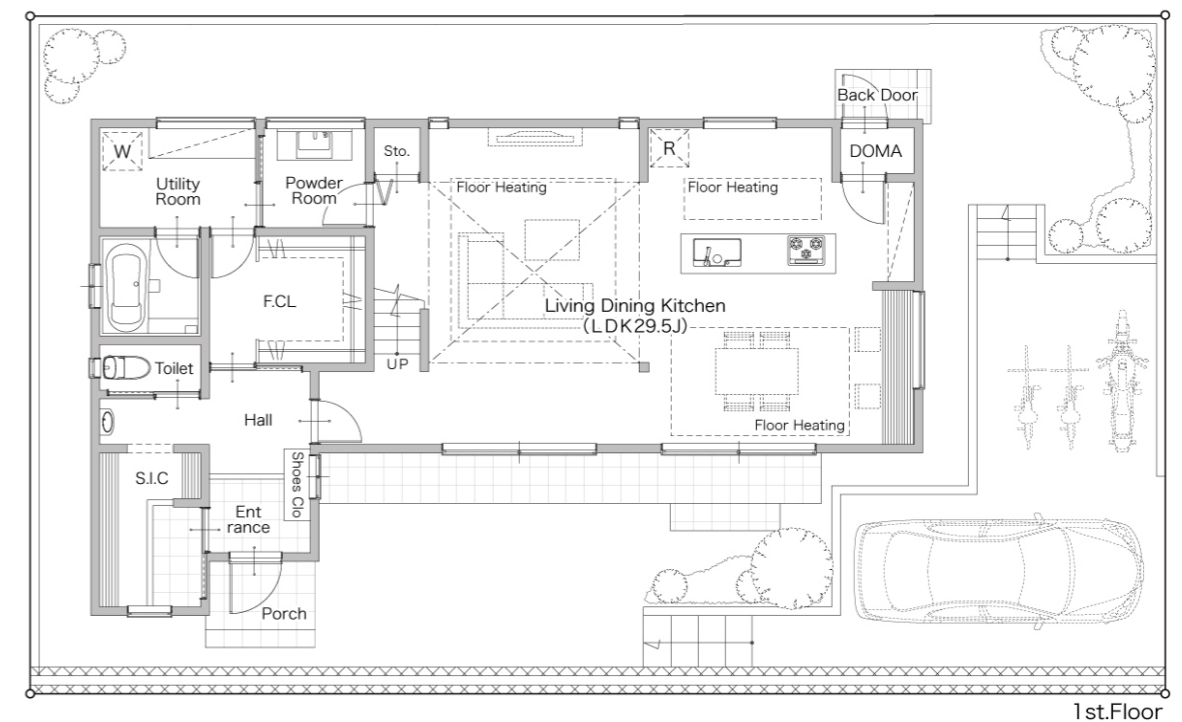 Back Door
W
Sto.
R
DOMA
Utility
Room
Powder
Room
Floor Heating
Floor Heating
F.CL
Living Dining Kitchen
(LDK29.5J)
UP
Toilet
Hall
Floor Heating
S.I.C
Shoes Clo
Ent
rance
Porch
1st.Floor